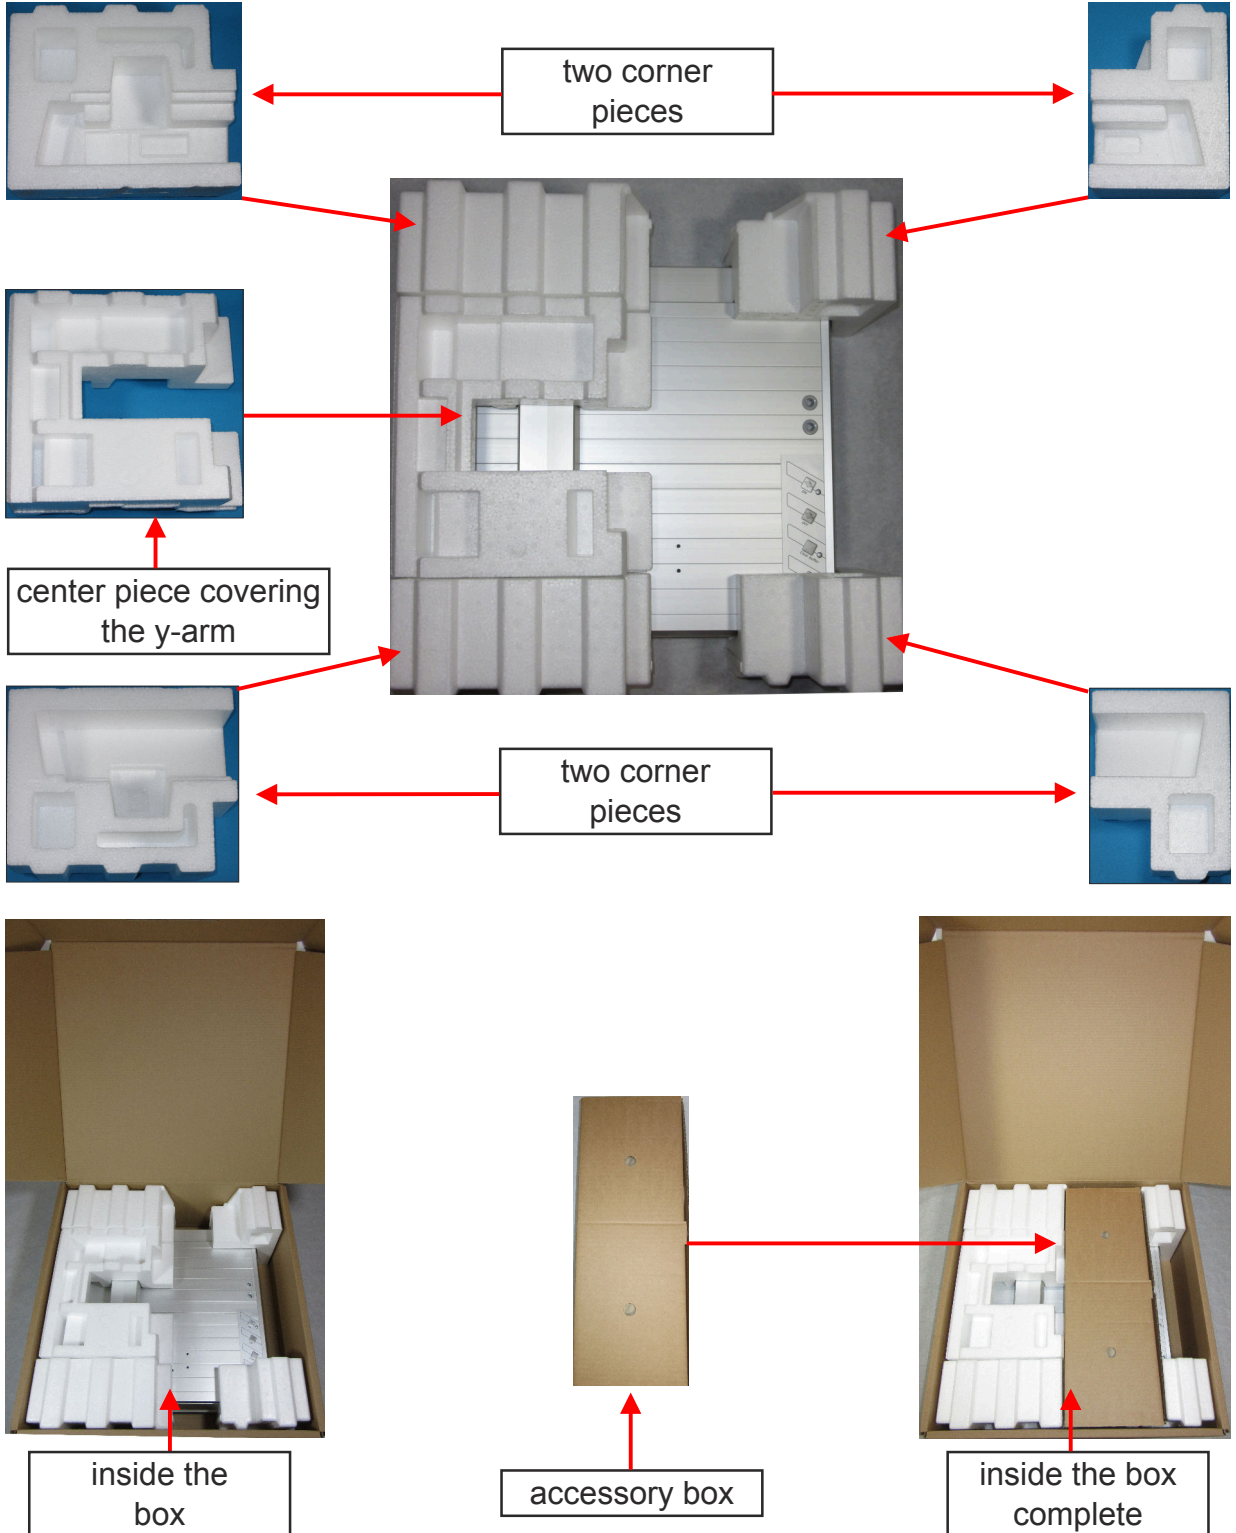 two corner
pieces
center piece covering
the y-arm
two corner
pieces
inside the
box
accessory box
inside the box
complete